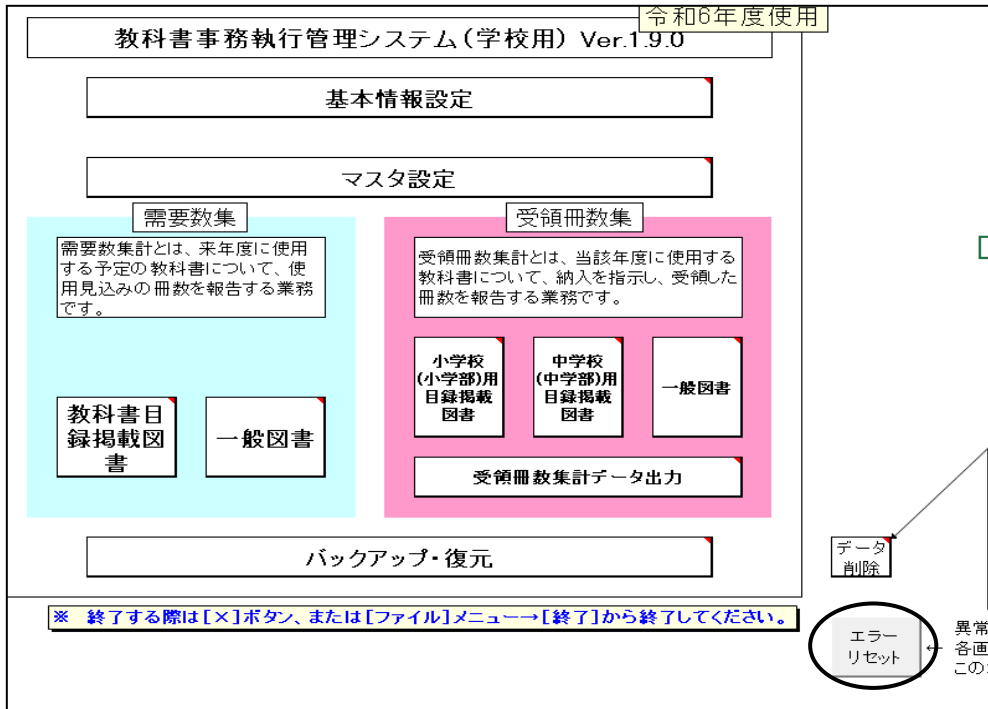 令和6年度使用
教科書事務執行管理システム(学校用) Ver.1.9.0
基本情報設定
マスタ設定
需要数集
需要数集計とは、来年度に使用
する予定の教科書について、使
用見込みの冊数を報告する業務
です。
教科書目
録掲載図
書
一般図書
受領冊数集
受領冊数集計とは、当該年度に使用する
教科書について、納入を指示し、受領した
冊数を報告する業務です。
小学校
(小学部)用
目録掲載
図書
中学校
(中学部)用
目録掲載
図書
一般図書
受領冊数集計データ出力
バックアップ・復元
データ
削除
※ 終了する際は[×]ボタン、または[ファイル]メニュー→[終了]から終了してください。
エラー
リセット
← 異常
各画
この